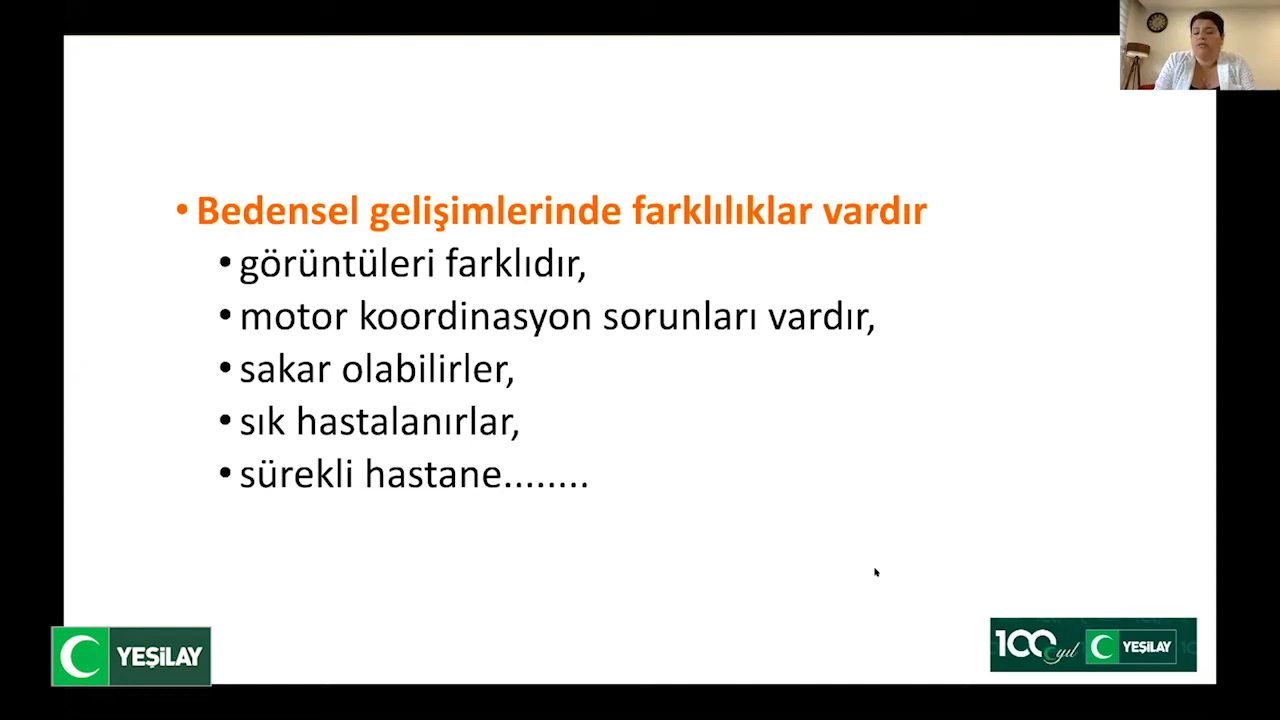 • Bedensel gelişimlerinde farklılıklar vardır
• görüntüleri farklıdır,
• motor koordinasyon sorunları vardır,
• sakar olabilirler,
• sık hastalanırlar,
• sürekli hastane........
YEŞİLAY
100 yıl YEŞİLAY